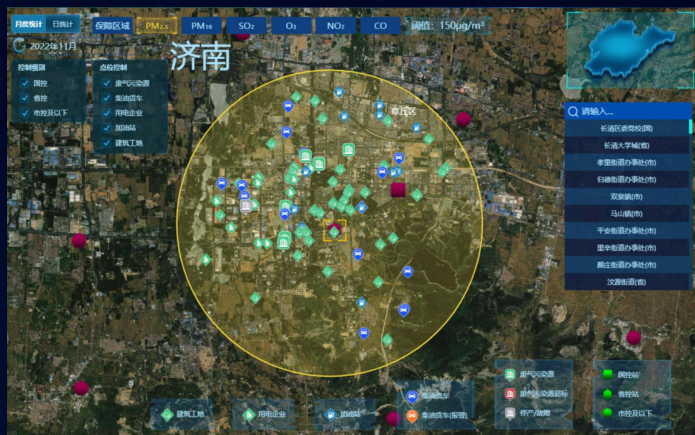 月度统计 日统计
保障区域 PM2.5 PM10 SO2 O3 NO2 CO 阈值：150μg/m³
2022年11月
济南
控制级别 点位控制
国控 废气污染源
省控 柴油货车
市控及以下 用电企业
加油站
建筑工地
章丘区
请输入...
长清区委党校(国)
长清大学城(省)
孝里街道办事处(市)
归德街道办事处(市)
双泉镇(市)
马山镇(市)
平安街道办事处(市)
里辛街道办事处(市)
颜庄街道办事处(市)
汶源街道(省)
建筑工地
用电企业
加油站
柴油货车
柴油货车(报警)
废气污染源
废气污染源超标
停产/故障
国控站
省控站
市控及以下